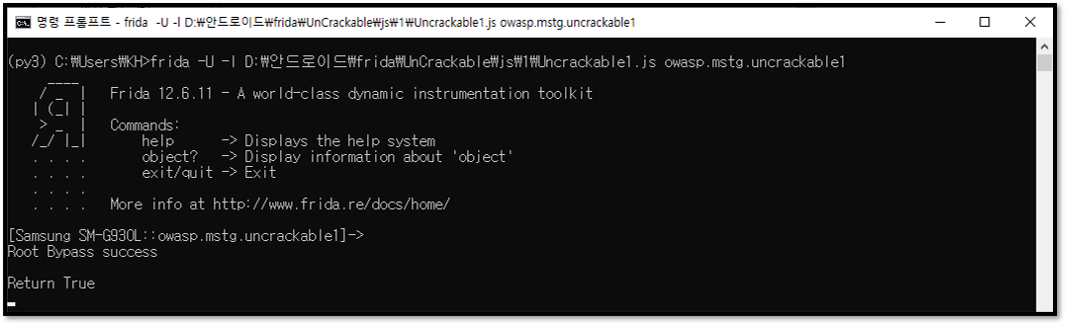 명령 프롬프트 - frida -U -l D:₩안드로이드₩frida₩UnCrackable₩js₩1₩Uncrackable1.js owasp.mstg.uncrackable1
(py3) C:₩Users₩KH>frida -U -l D:₩안드로이드₩frida₩UnCrackable₩js₩1₩Uncrackable1.js owasp.mstg.uncrackable1
     ____
    / _  |   Frida 12.6.11 - A world-class dynamic instrumentation toolkit
   | (_| |
    > _  |   Commands:
   /_/ |_|       help      -> Displays the help system
   . . . .       object?   -> Display information about 'object'
   . . . .       exit/quit -> Exit
   . . . .
   . . . .   More info at http://www.frida.re/docs/home/
[Samsung SM-G930L::owasp.mstg.uncrackable1]->
Root Bypass success
Return True